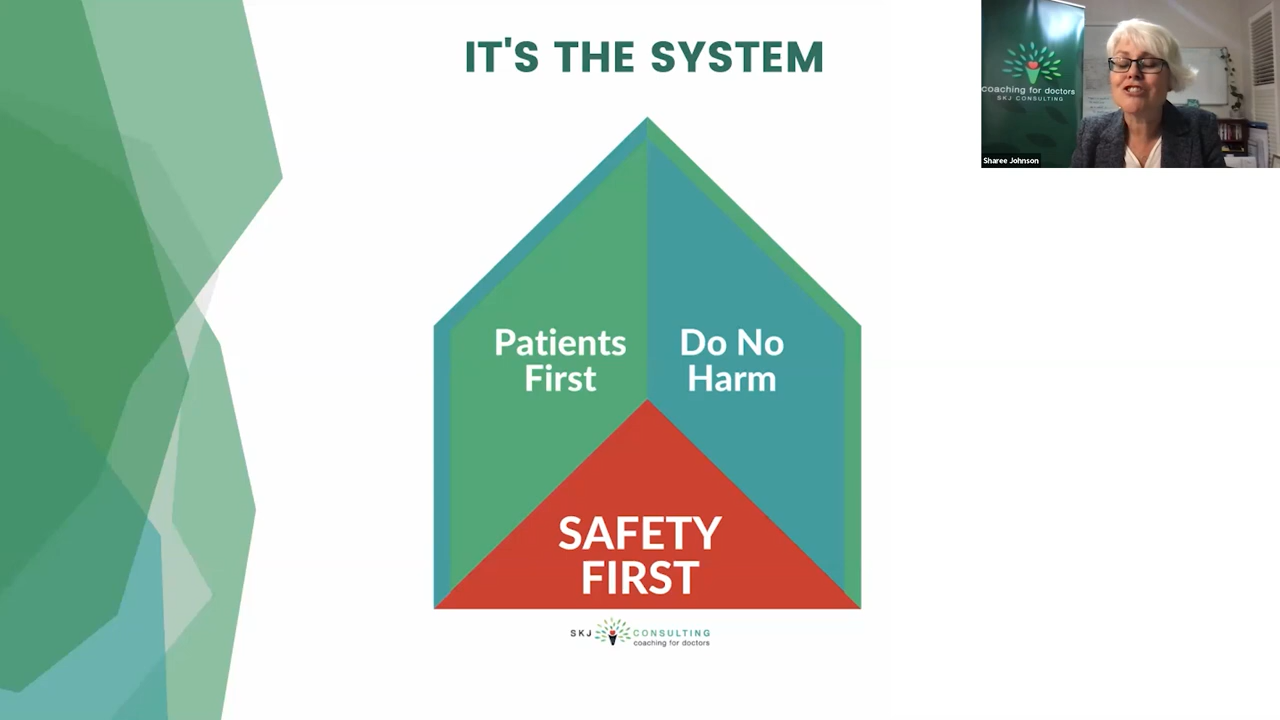 IT'S THE SYSTEM
coaching for doctors
SKJ CONSULTING
Sharee Johnson
Patients
First
Do No
Harm
SAFETY
FIRST
SKJ CONSULTING
coaching for doctors